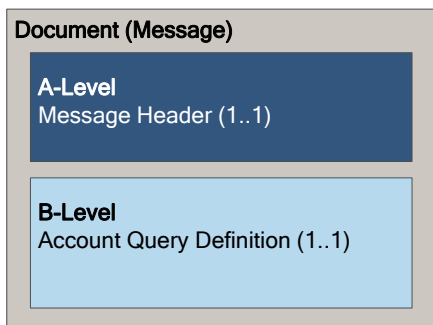 Document (Message)
A-Level
Message Header (1..1)
B-Level
Account Query Definition (1..1)